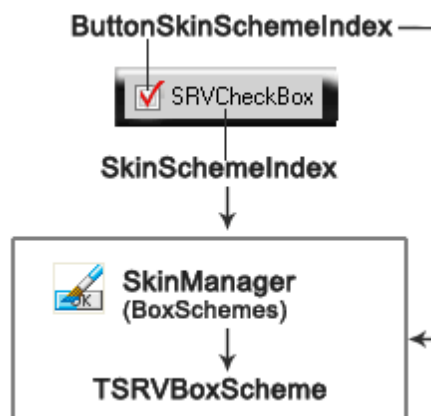 ButtonSkinSchemeIndex
SRVCheckBox
SkinSchemeIndex
SkinManager
(BoxSchemes)
TSRVBoxScheme